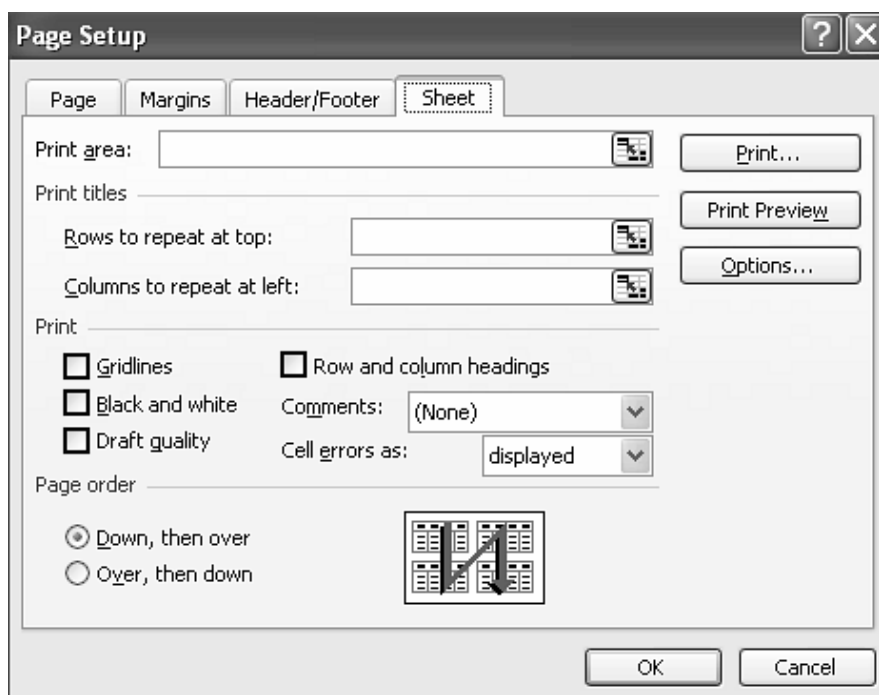 Page Setup
Page Margins Header/Footer Sheet
Print area:
Print...
Print titles
Print Preview
Rows to repeat at top:
Options...
Columns to repeat at left:
Print
Gridlines Row and column headings
Black and white Comments: (None)
Draft quality Cell errors as: displayed
Page order
Down, then over
Over, then down
OK Cancel